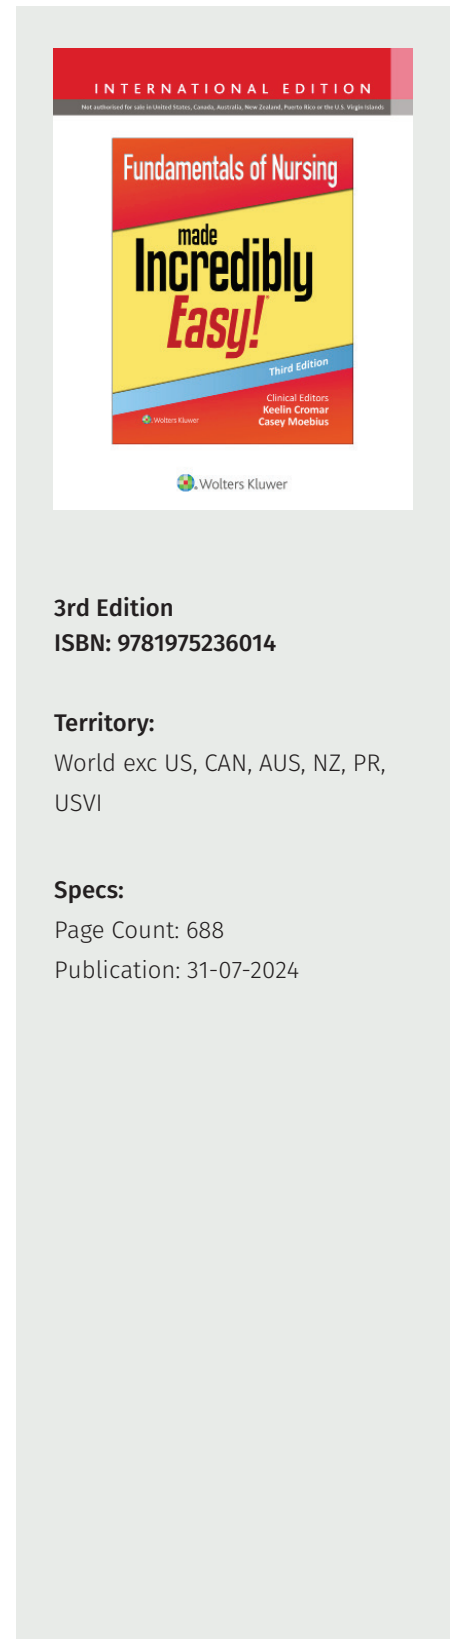 INTERNATIONAL EDITION
Not authorised for sale in United States, Canada, Australia, New Zealand, Puerto Rico or the U.S. Virgin Islands
Fundamentals of Nursing
made
Incredibly
Easy!
Third Edition
Clinical Editors
Keelin Cromar
Casey Moebius
Wolters Kluwer
Wolters Kluwer
3rd Edition
ISBN: 9781975236014
Territory:
World exc US, CAN, AUS, NZ, PR,
USVI
Specs:
Page Count: 688
Publication: 31-07-2024